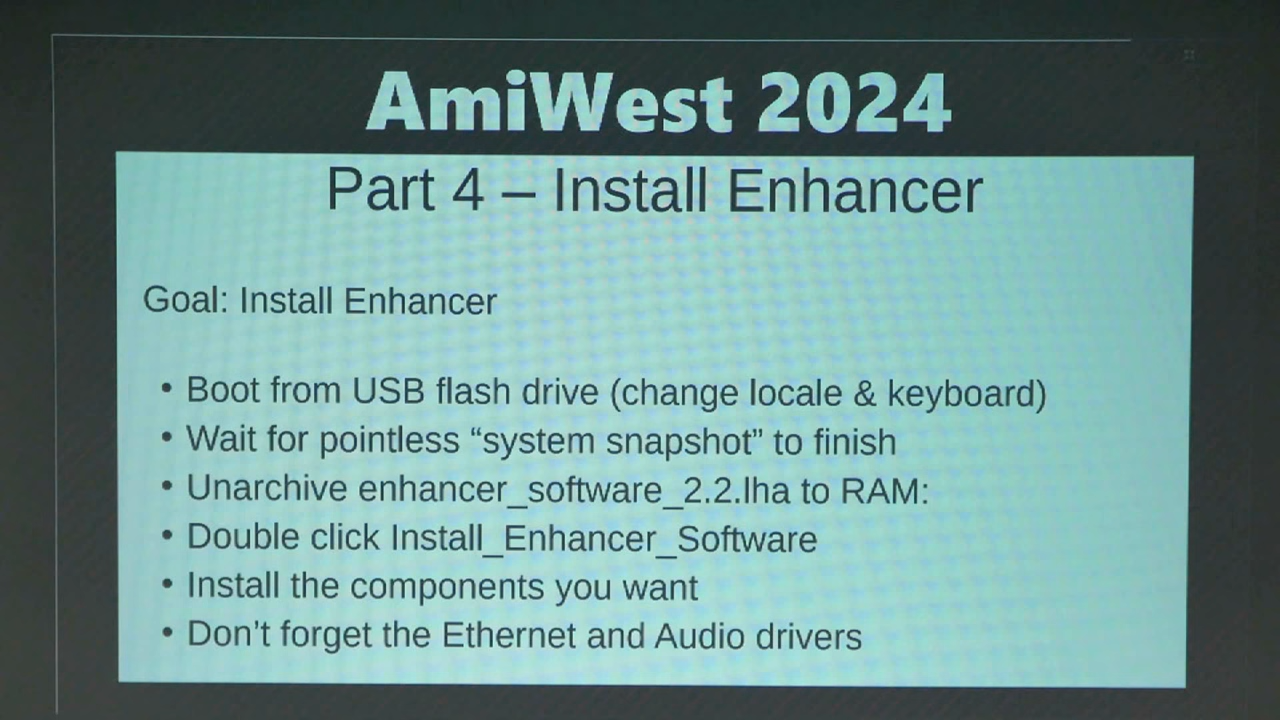 AmiWest 2024
Part 4 – Install Enhancer
Goal: Install Enhancer
• Boot from USB flash drive (change locale & keyboard)
• Wait for pointless “system snapshot” to finish
• Unarchive enhancer_software_2.2.lha to RAM:
• Double click Install_Enhancer_Software
• Install the components you want
• Don’t forget the Ethernet and Audio drivers